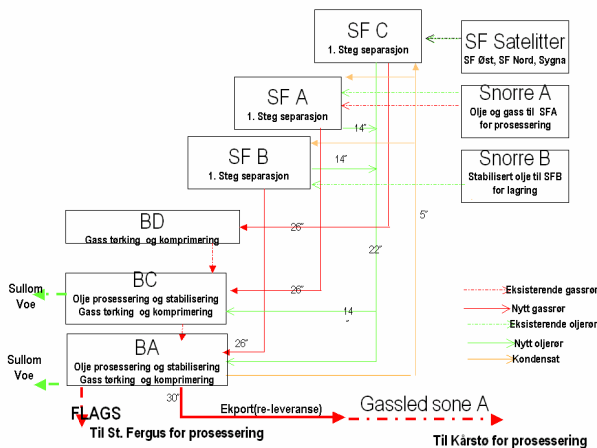 SF C
1. Steg separasjon
SF Satelitter
SF Øst, SF Nord, Sygna
SF A
1. Steg separasjon
Snorre A
Olje og gass til SFA
for prosessering
14"
SF B
1. Steg separasjon
14"
Snorre B
Stabilisert olje til SFB
for lagring
5"
BD
Gass tørking og komprimering
26"
22"
BC
Olje prosessering og stabilisering
Gass tørking og komprimering
26"
14
"
Sullom
Voe
Eksisterende gassrør
Nytt gassrør
Eksisterende oljerør
Nytt oljerør
Kondensat
BA
Olje prosessering og stabilisering
Gass tørking og komprimering
26"
Sullom
Voe
30"
FLAGS
Til St. Fergus for prosessering
Ekport(re-leveranse)
Gassled sone A
Til Kårstø for prosessering